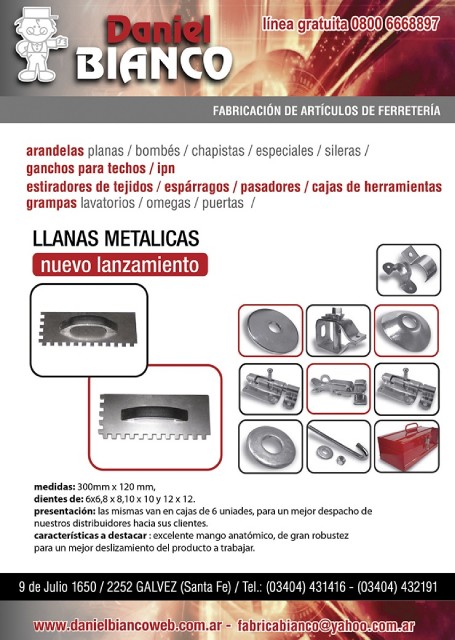 Daniel
BIANCO
línea gratuita 0800 6668897
FABRICACIÓN DE ARTÍCULOS DE FERRETERÍA
arandelas planas / bombés / chapistas / especiales / sileras /
ganchos para techos / ipn
estiradores de tejidos / espárragos / pasadores / cajas de herramientas
grampas lavatorios / omegas / puertas /
LLANAS METALICAS
nuevo lanzamiento
medidas: 300mm x 120 mm,
dientes de: 6x6,8 x 8,10 x 10 y 12 x 12.
presentación: las mismas van en cajas de 6 uniades, para un mejor despacho de
nuestros distribuidores hacia sus clientes.
características a destacar : excelente mango anatómico, de gran robustez
para un mejor deslizamiento del producto a trabajar.
9 de Julio 1650 / 2252 GALVEZ (Santa Fe) / Tel.: (03404) 431416 - (03404) 432191
www.danielbiancoweb.com.ar - fabricabianco@yahoo.com.ar